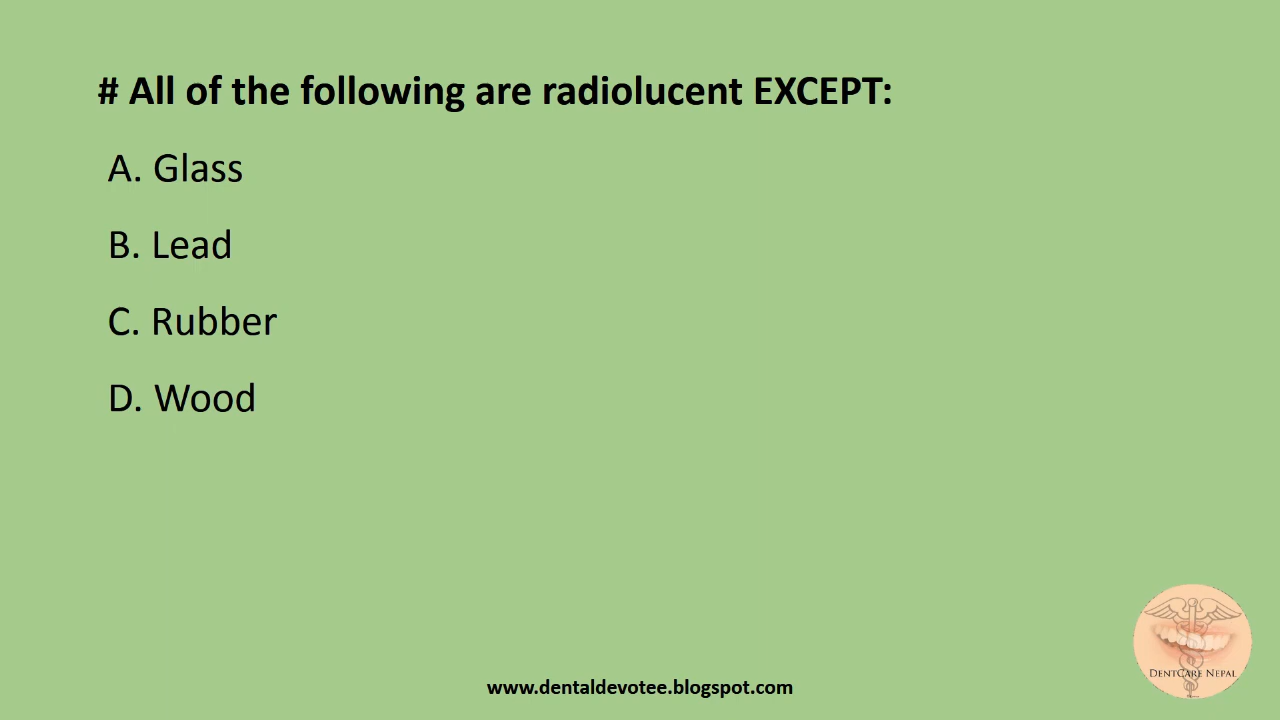 # All of the following are radiolucent EXCEPT:
A. Glass
B. Lead
C. Rubber
D. Wood
DENTCARE NEPAL
www.dentaldevotee.blogspot.com